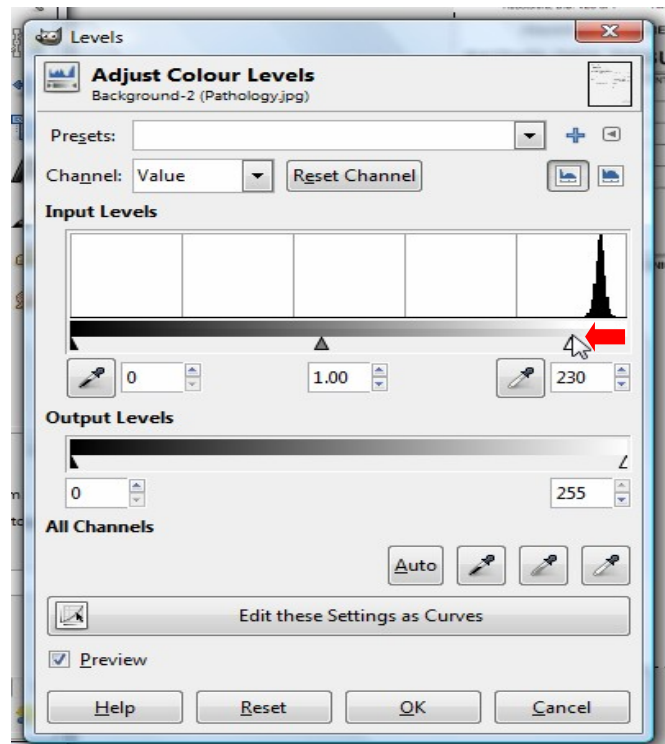 Levels
Adjust Colour Levels
Background-2 (Pathology.jpg)
Presets:
Channel: Value Reset Channel
Input Levels
0 1.00 230
Output Levels
0 255
All Channels
Auto
Edit these Settings as Curves
Preview
Help Reset OK Cancel